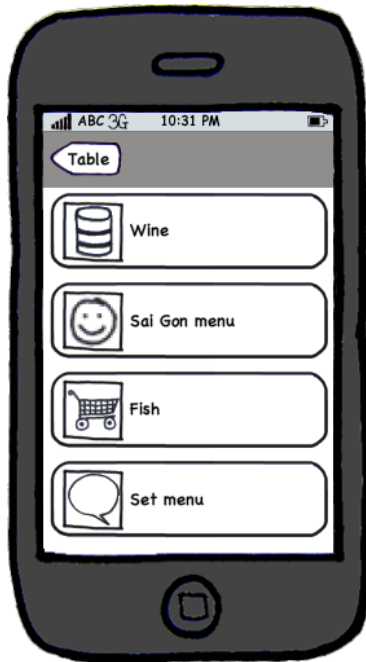 ABC 3G 10:31 PM
Table
Wine
Sai Gon menu
Fish
Set menu